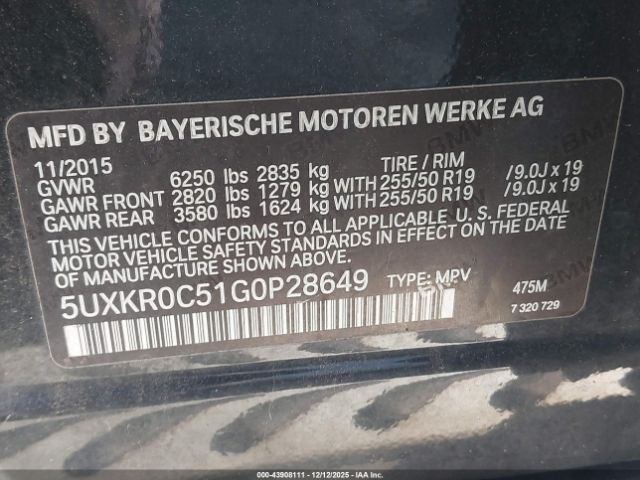 MFD BY BAYERISCHE MOTOREN WERKE AG
11/2015 TIRE / RIM
GVWR 6250 lbs 2835 kg
GAWR FRONT 2820 lbs 1279 kg WITH 255/50 R19 /9.0J x 19
GAWR REAR 3580 lbs 1624 kg WITH 255/50 R19 /9.0J x 19
THIS VEHICLE CONFORMS TO ALL APPLICABLE U. S. FEDERAL
MOTOR VEHICLE SAFETY STANDARDS IN EFFECT ON THE DATE
OF MANUFACTURE SHOWN ABOVE.
5UXKR0C51G0P28649 TYPE: MPV 475M
7 320 729
000-43908111 - 12/12/2025 - IAAI.com